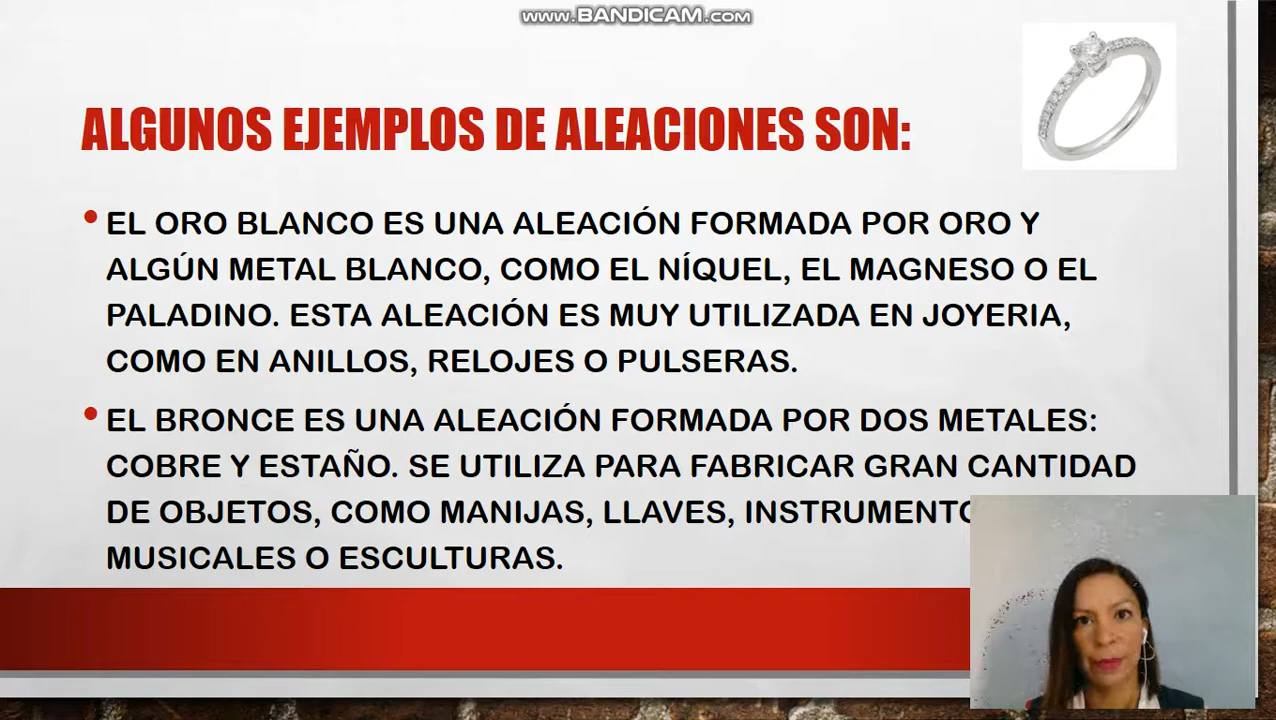 www.BANDICAM.com
ALGUNOS EJEMPLOS DE ALEACIONES SON:
• EL ORO BLANCO ES UNA ALEACIÓN FORMADA POR ORO Y
ALGÚN METAL BLANCO, COMO EL NÍQUEL, EL MAGNESO O EL
PALADINO. ESTA ALEACIÓN ES MUY UTILIZADA EN JOYERIA,
COMO EN ANILLOS, RELOJES O PULSERAS.
• EL BRONCE ES UNA ALEACIÓN FORMADA POR DOS METALES:
COBRE Y ESTAÑO. SE UTILIZA PARA FABRICAR GRAN CANTIDAD
DE OBJETOS, COMO MANIJAS, LLAVES, INSTRUMENTO
MUSICALES O ESCULTURAS.